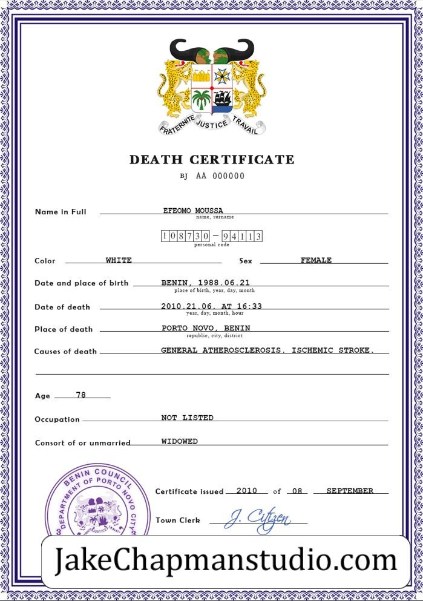 FRATERNITE JUSTICE TRAVAIL
DEATH CERTIFICATE
BJ AA 000000
Name in Full EFEOMO MOUSSA
name, surname
108730-94113
personal code
Color WHITE Sex FEMALE
Date and place of birth BENIN, 1988.06.21
place of birth, year, day, month
Date of death 2010.21.06. AT 16:33
year, day, month, hour
Place of death PORTO NOVO, BENIN
republic, city, district
Causes of death GENERAL ATHEROSCLEROSIS. ISCHEMIC STROKE.
Age 78
Occupation NOT LISTED
Consort of or unmarried WIDOWED
BENIN COUNCIL
DEPARTMENT OF PORTO NOVO CITY
Certificate issued 2010 of 08 SEPTEMBER
Town Clerk J. Citizen
JakeChapmanstudio.com